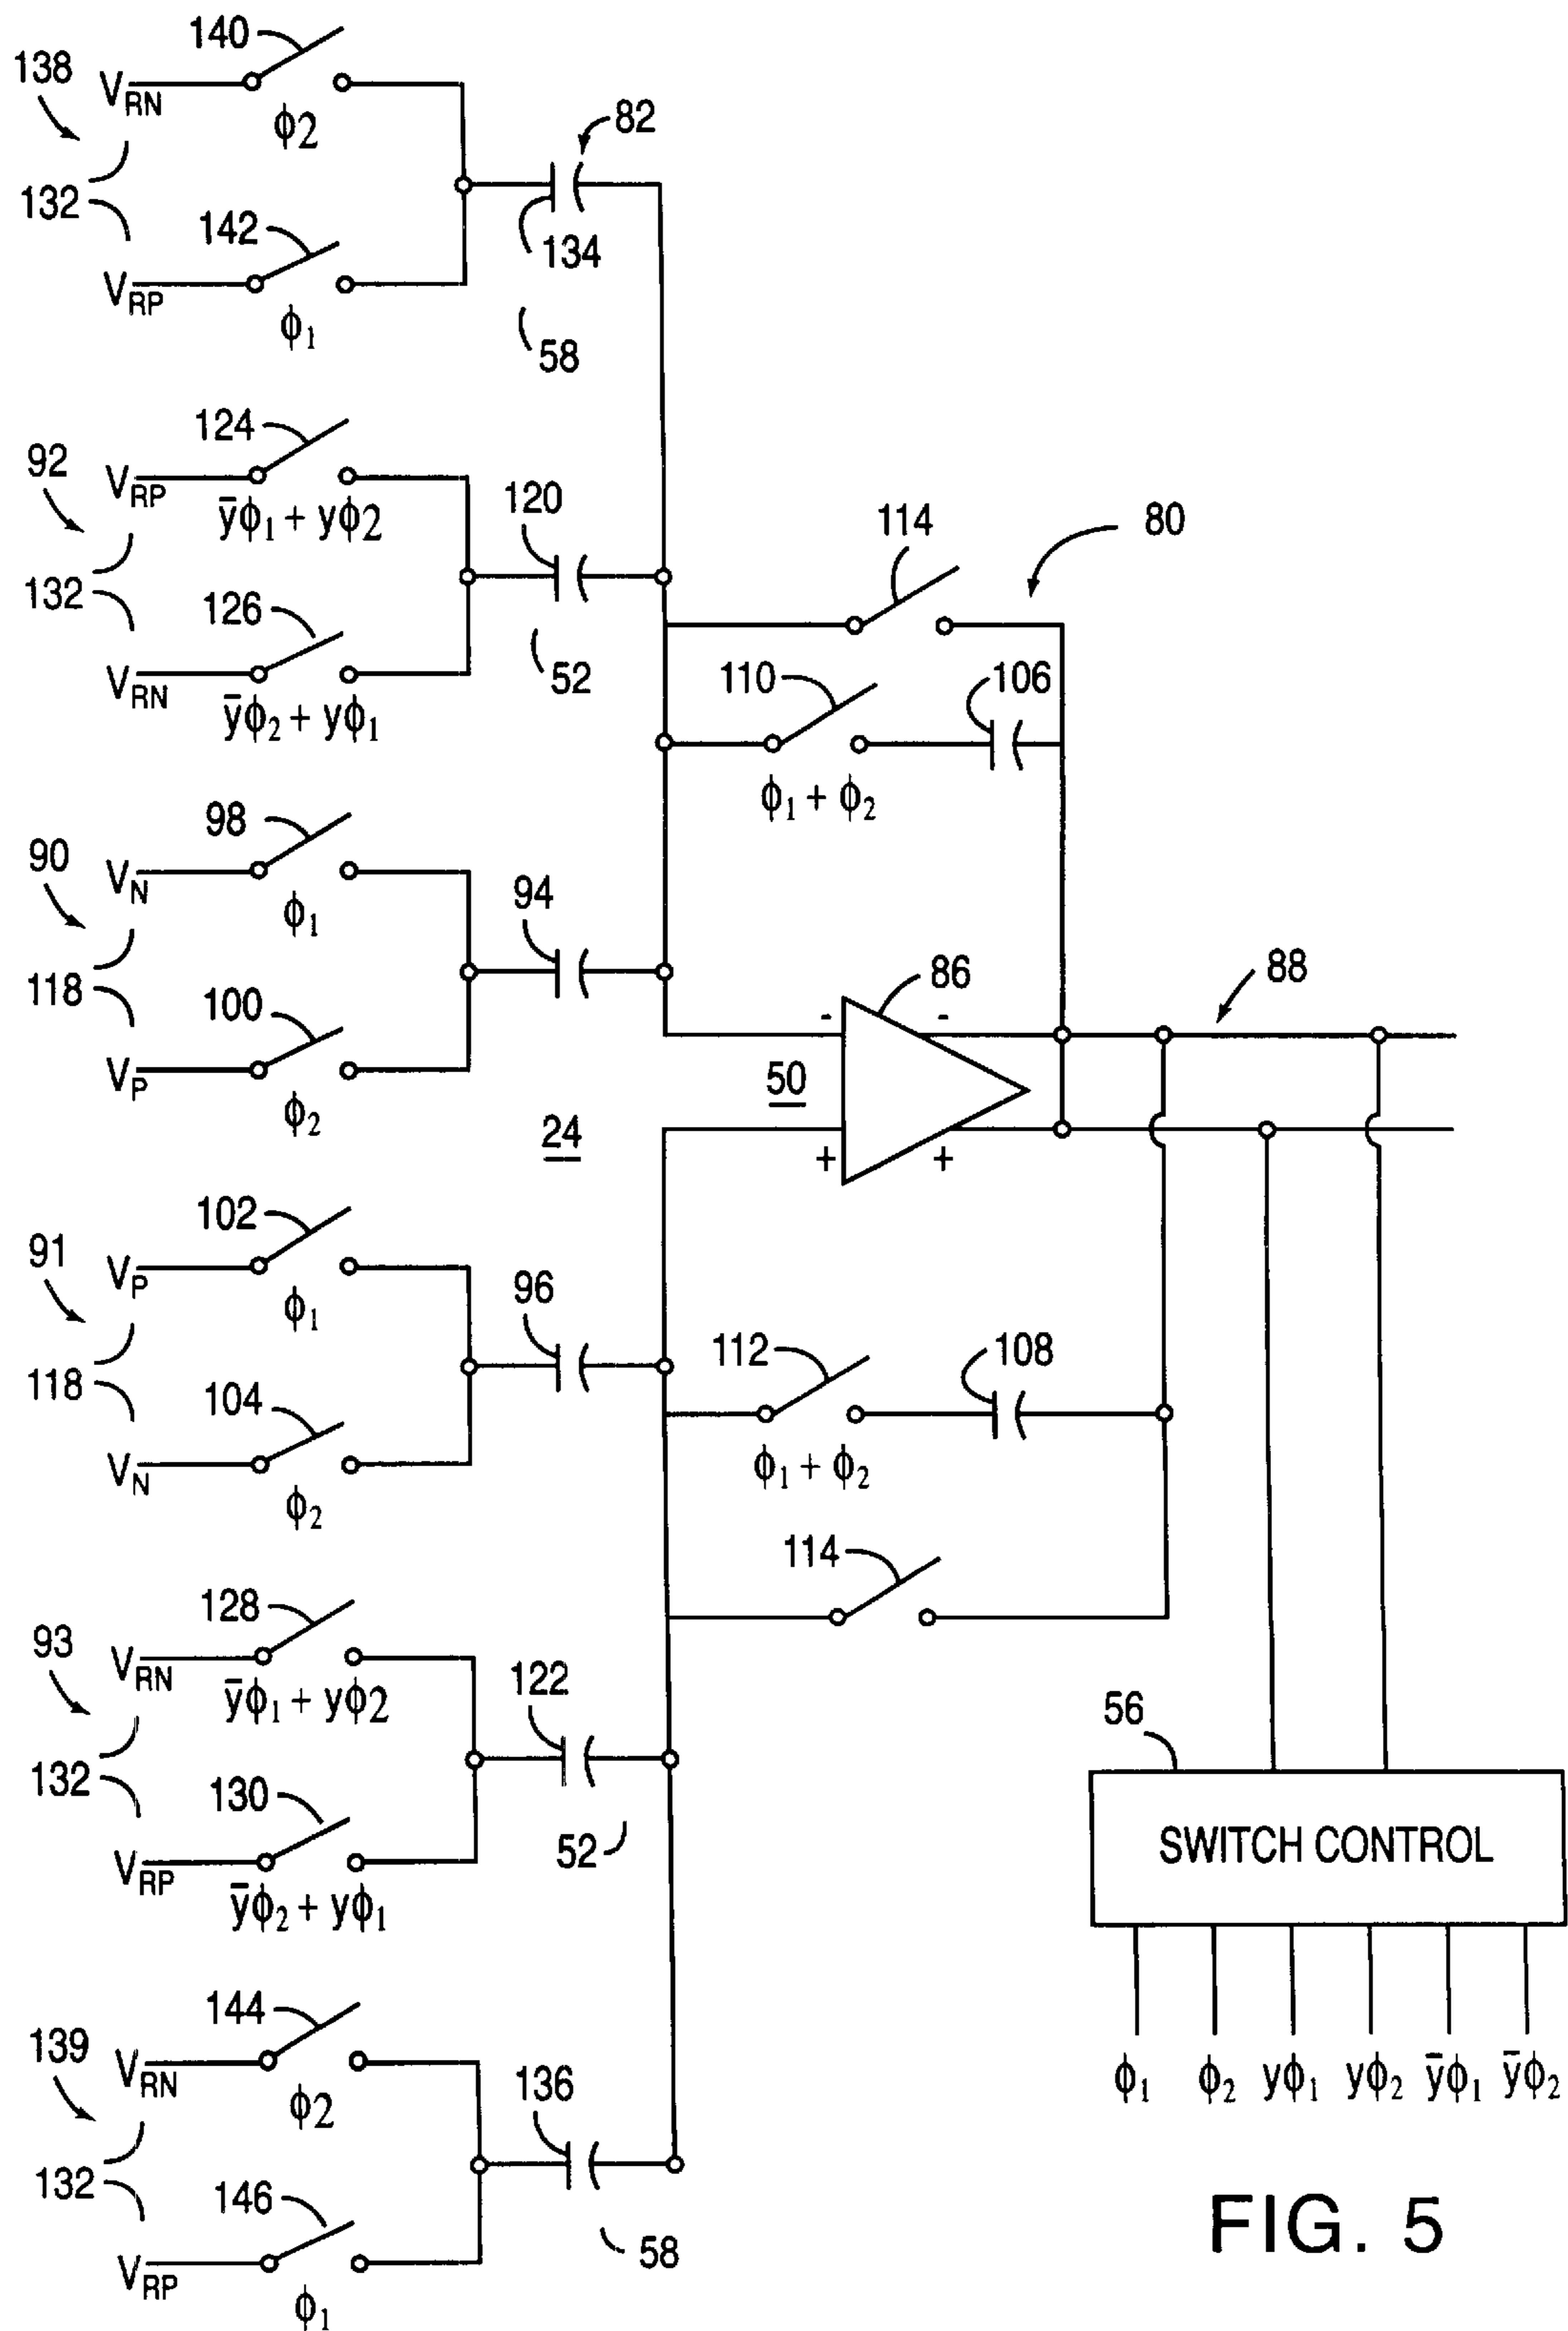 140
138
V_RN
ϕ2
82
132
142
134
V_RP
ϕ₁
58
124
92
V_RP
ȳϕ₁ + yϕ2
120
114
80
132
126
52
110
106
V_RN
ȳϕ₂ + yϕ₁
ϕ₁ + ϕ₂
98
90
V_N
ϕ₁
94
86
88
118
100
- -
50
V_P
ϕ₂
24
+ +
102
91
V_P
ϕ₁
96
112
108
118
104
V_N
ϕ₂
ϕ₁ + ϕ₂
114
128
93
V_RN
ȳϕ₁ + yϕ2
122
56
132
130
52
SWITCH CONTROL
V_RP
ȳϕ₂ + yϕ₁
144
139
V_RN
ϕ2
136
ϕ₁ ϕ₂ yϕ₁ yϕ₂ ȳϕ₁ ȳϕ₂
132
146
58
V_RP
ϕ₁
FIG. 5